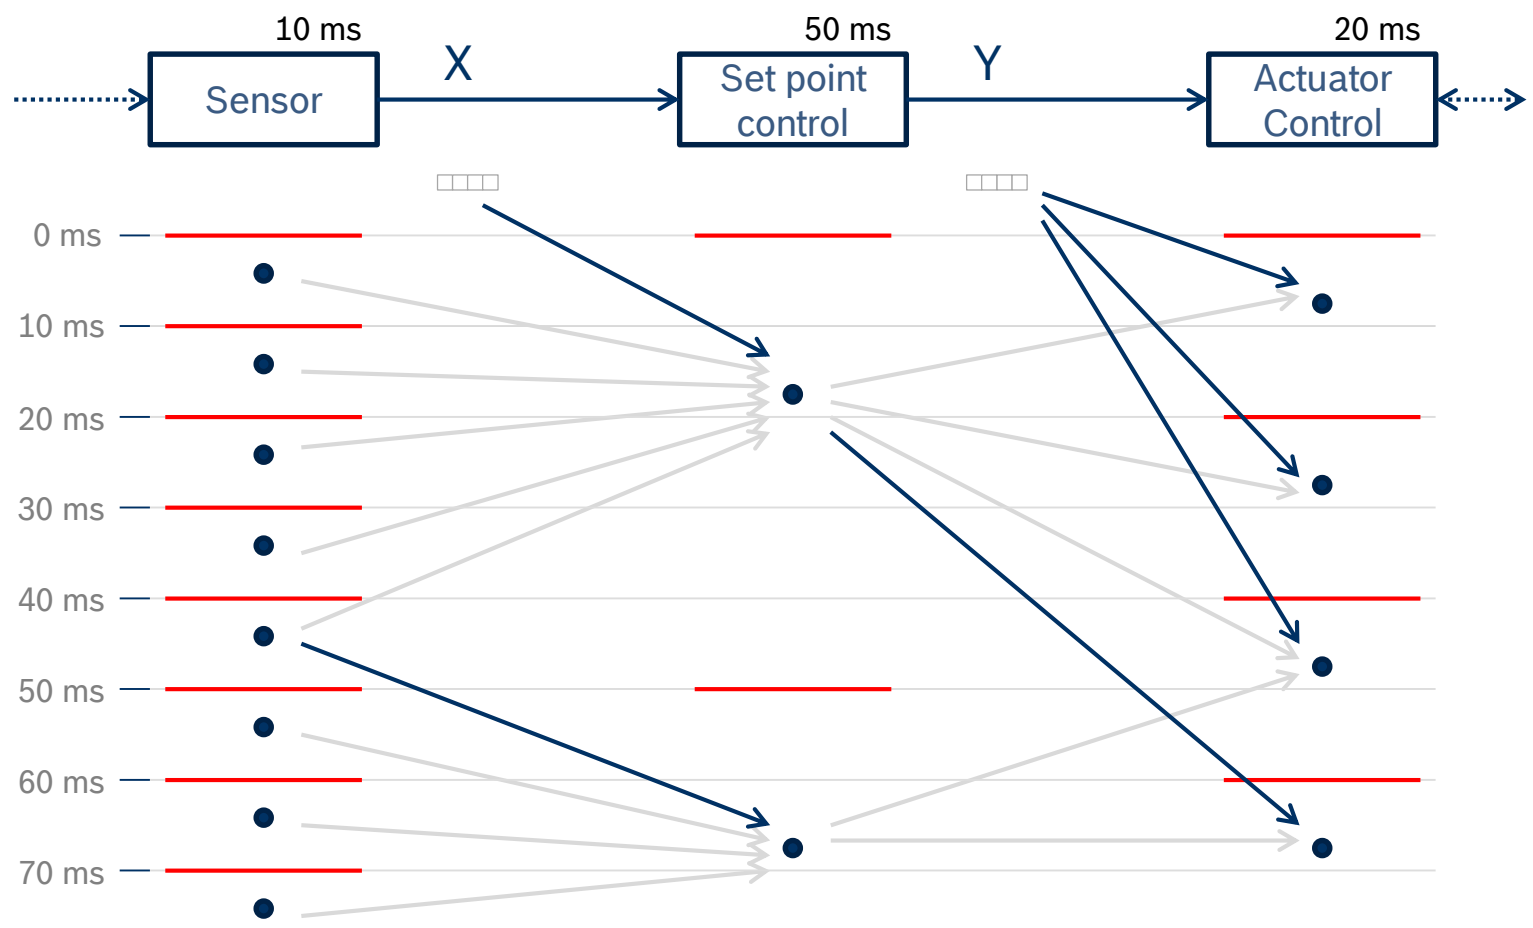 10 ms 50 ms 20 ms
X Y
Sensor
Set point
control
Actuator
Control
0 ms
10 ms
20 ms
30 ms
40 ms
50 ms
60 ms
70 ms